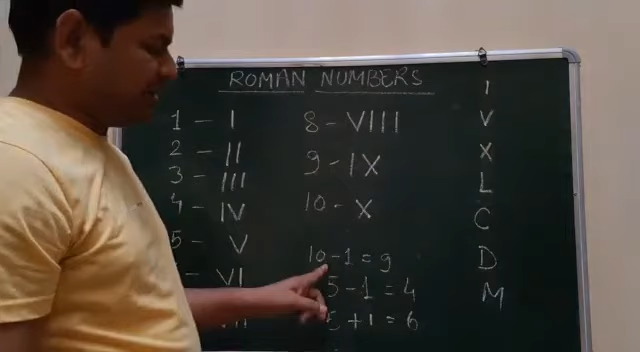 ROMAN NUMBERS
1 - I
2 - II
3 - III
4 - IV
5 - V
- VI
8 - VIII
9 - IX
10 - X
10 - 1 = 9
5 - 1 = 4
+ 1 = 6
I
V
X
L
C
D
M